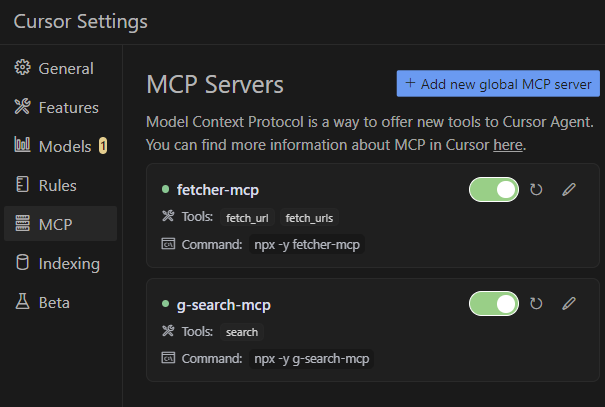 Cursor Settings
General
Features
Models 1
Rules
MCP
Indexing
Beta
MCP Servers
+ Add new global MCP server
Model Context Protocol is a way to offer new tools to Cursor Agent.
You can find more information about MCP in Cursor here.
fetcher-mcp
Tools: fetch_url fetch_urls
Command: npx -y fetcher-mcp
g-search-mcp
Tools: search
Command: npx -y g-search-mcp